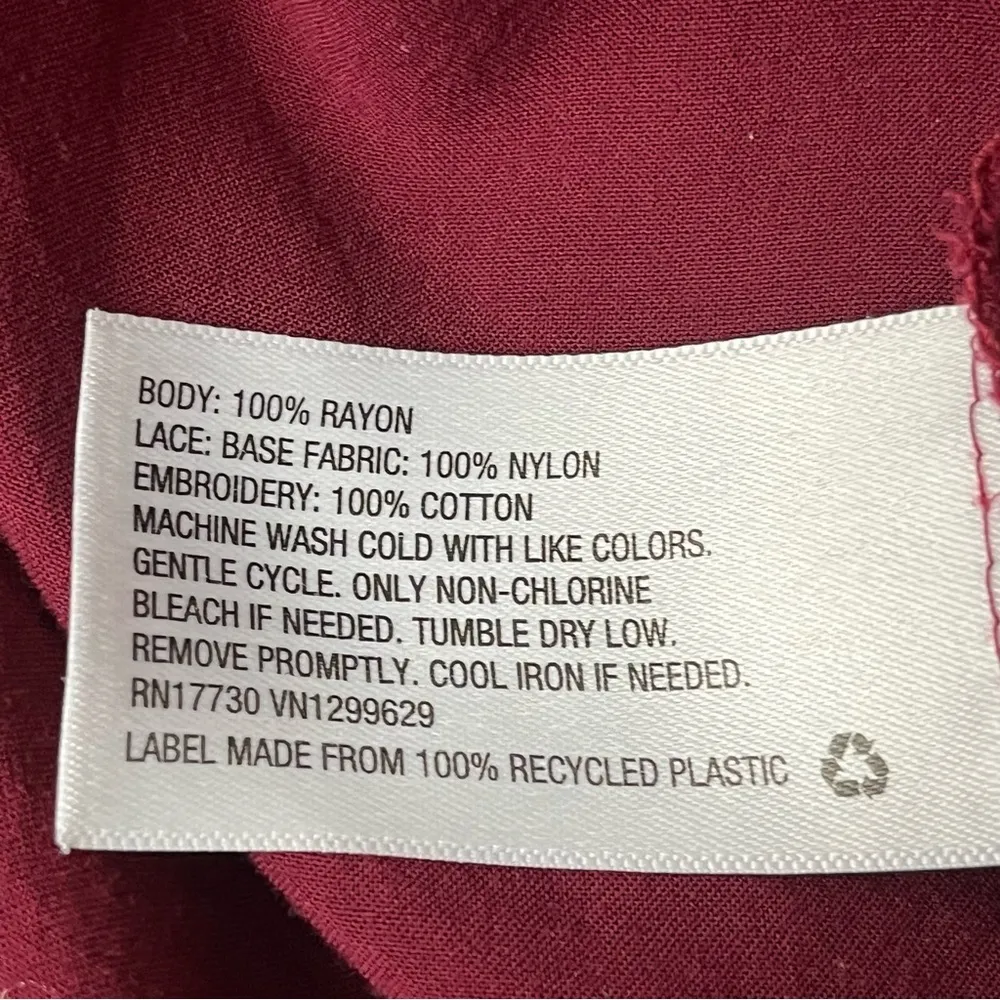 BODY: 100% RAYON
LACE: BASE FABRIC: 100% NYLON
EMBROIDERY: 100% COTTON
MACHINE WASH COLD WITH LIKE COLORS.
GENTLE CYCLE. ONLY NON-CHLORINE
BLEACH IF NEEDED. TUMBLE DRY LOW.
REMOVE PROMPTLY. COOL IRON IF NEEDED.
RN17730 VN1299629
LABEL MADE FROM 100% RECYCLED PLASTIC